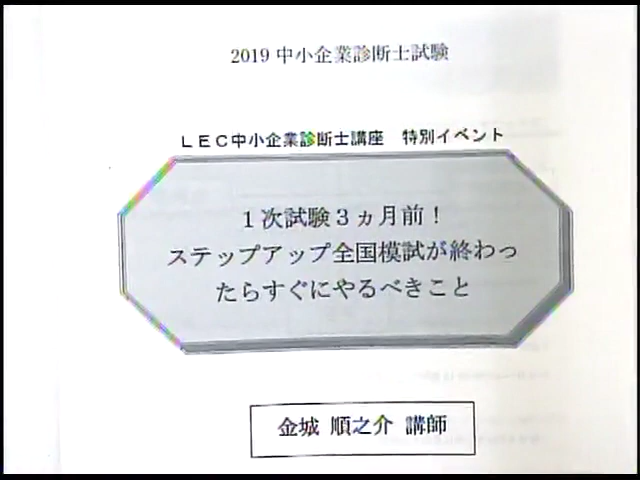 2019 中小企業診断士試験
LEC中小企業診断士講座　特別イベント
1次試験3ヵ月前!
ステップアップ全国模試が終わっ
たらすぐにやるべきこと
金城 順之介 講師